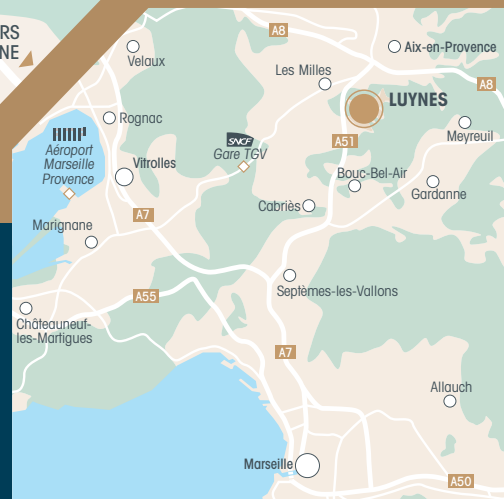 RS
NE
A8
Aix-en-Provence
Velaux
Les Milles
A8
LUYNES
Rognac
Meyreuil
SNCF
Gare TGV
A51
Aéroport
Marseille
Provence
Vitrolles
Bouc-Bel-Air
Gardanne
Cabriès
A7
Marignane
Septèmes-les-Vallons
A55
Châteauneuf-
les-Martigues
A7
Allauch
Marseille
A50